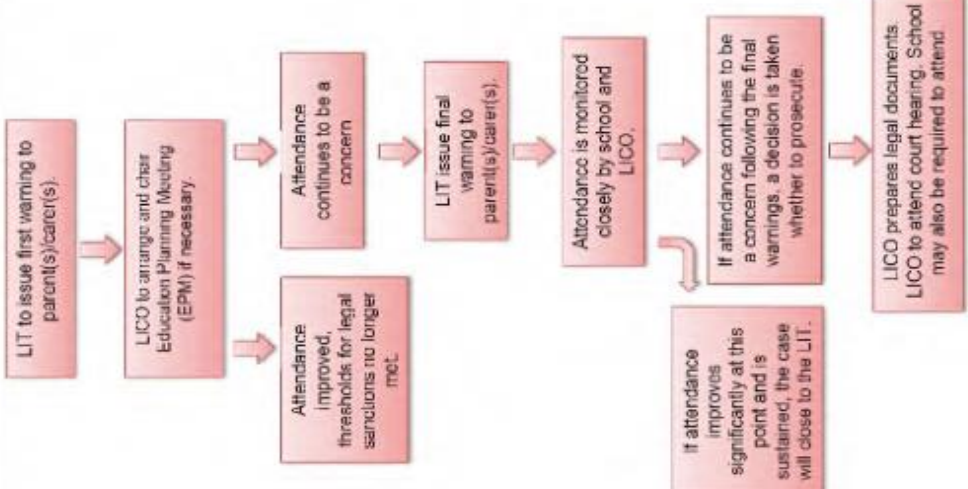 LIT to issue first warning to
parent(s)/carer(s).
LICO to arrange and chair
Education Planning Meeting
(EPM) if necessary.
Attendance
improved,
thresholds for legal
sanctions no longer
met.
Attendance
continues to be a
concern
LIT issue final
warning to
parent(s)/carer(s).
Attendance is monitored
closely by school and
LICO.
If attendance
improves
significantly at this
point and is
sustained, the case
will close to the LIT.
If attendance continues to be
a concern following the final
warnings, a decision is taken
whether to prosecute.
LICO prepares legal documents.
LICO to attend court hearing. School
may also be required to attend.